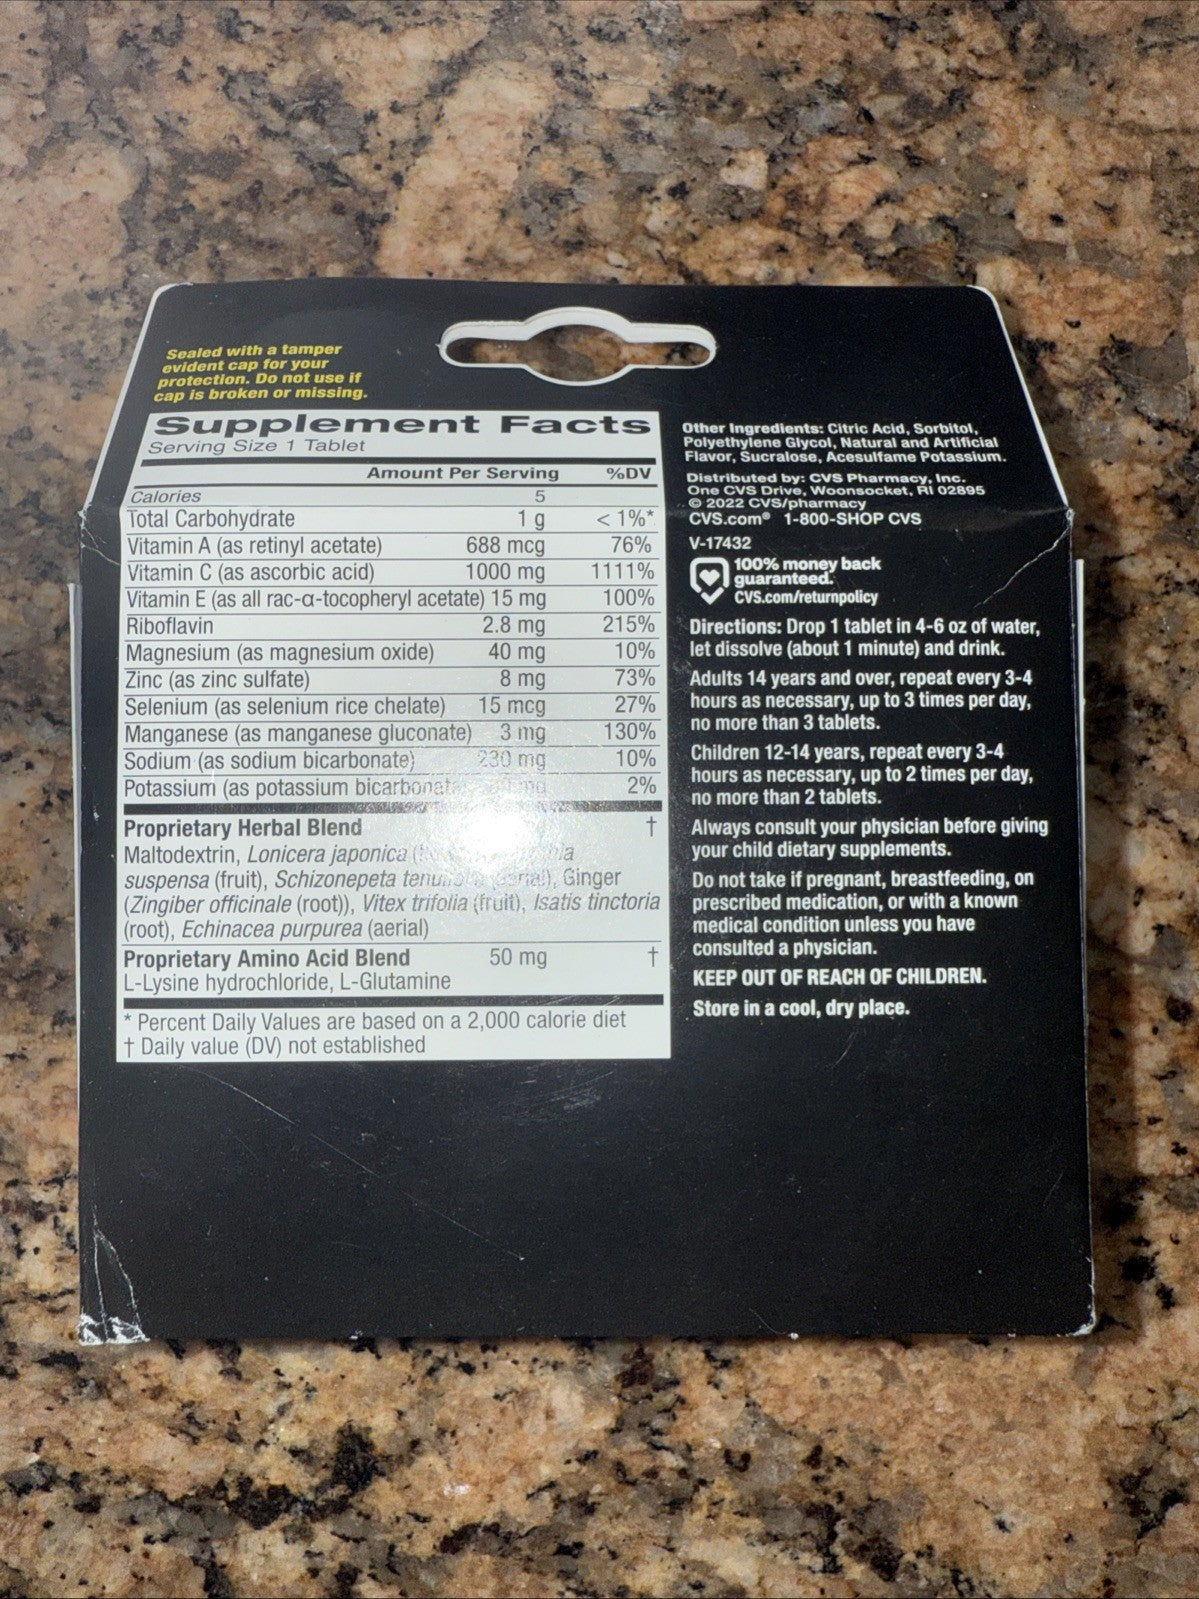 Sealed with a tamper
evident cap for your
protection. Do not use if
cap is broken or missing.
Supplement Facts
Serving Size 1 Tablet
Amount Per Serving %DV
Calories 5
Total Carbohydrate 1 g < 1%*
Vitamin A (as retinyl acetate) 688 mcg 76%
Vitamin C (as ascorbic acid) 1000 mg 1111%
Vitamin E (as all rac-α-tocopheryl acetate) 15 mg 100%
Riboflavin 2.8 mg 215%
Magnesium (as magnesium oxide) 40 mg 10%
Zinc (as zinc sulfate) 8 mg 73%
Selenium (as selenium rice chelate) 15 mcg 27%
Manganese (as manganese gluconate) 3 mg 130%
Sodium (as sodium bicarbonate) 230 mg 10%
Potassium (as potassium bicarbonate) mg 2%
Proprietary Herbal Blend †
Maltodextrin, Lonicera japonica
suspensa (fruit), Schizonepeta tenuifolia (aerial), Ginger
(Zingiber officinale (root)), Vitex trifolia (fruit), Isatis tinctoria
(root), Echinacea purpurea (aerial)
Proprietary Amino Acid Blend 50 mg †
L-Lysine hydrochloride, L-Glutamine
* Percent Daily Values are based on a 2,000 calorie diet
† Daily value (DV) not established
Other Ingredients: Citric Acid, Sorbitol,
Polyethylene Glycol, Natural and Artificial
Flavor, Sucralose, Acesulfame Potassium.
Distributed by: CVS Pharmacy, Inc.
One CVS Drive, Woonsocket, RI 02895
© 2022 CVS/pharmacy
CVS.com® 1-800-SHOP CVS
V-17432
100% money back
guaranteed.
CVS.com/returnpolicy
Directions: Drop 1 tablet in 4-6 oz of water,
let dissolve (about 1 minute) and drink.
Adults 14 years and over, repeat every 3-4
hours as necessary, up to 3 times per day,
no more than 3 tablets.
Children 12-14 years, repeat every 3-4
hours as necessary, up to 2 times per day,
no more than 2 tablets.
Always consult your physician before giving
your child dietary supplements.
Do not take if pregnant, breastfeeding, on
prescribed medication, or with a known
medical condition unless you have
consulted a physician.
KEEP OUT OF REACH OF CHILDREN.
Store in a cool, dry place.